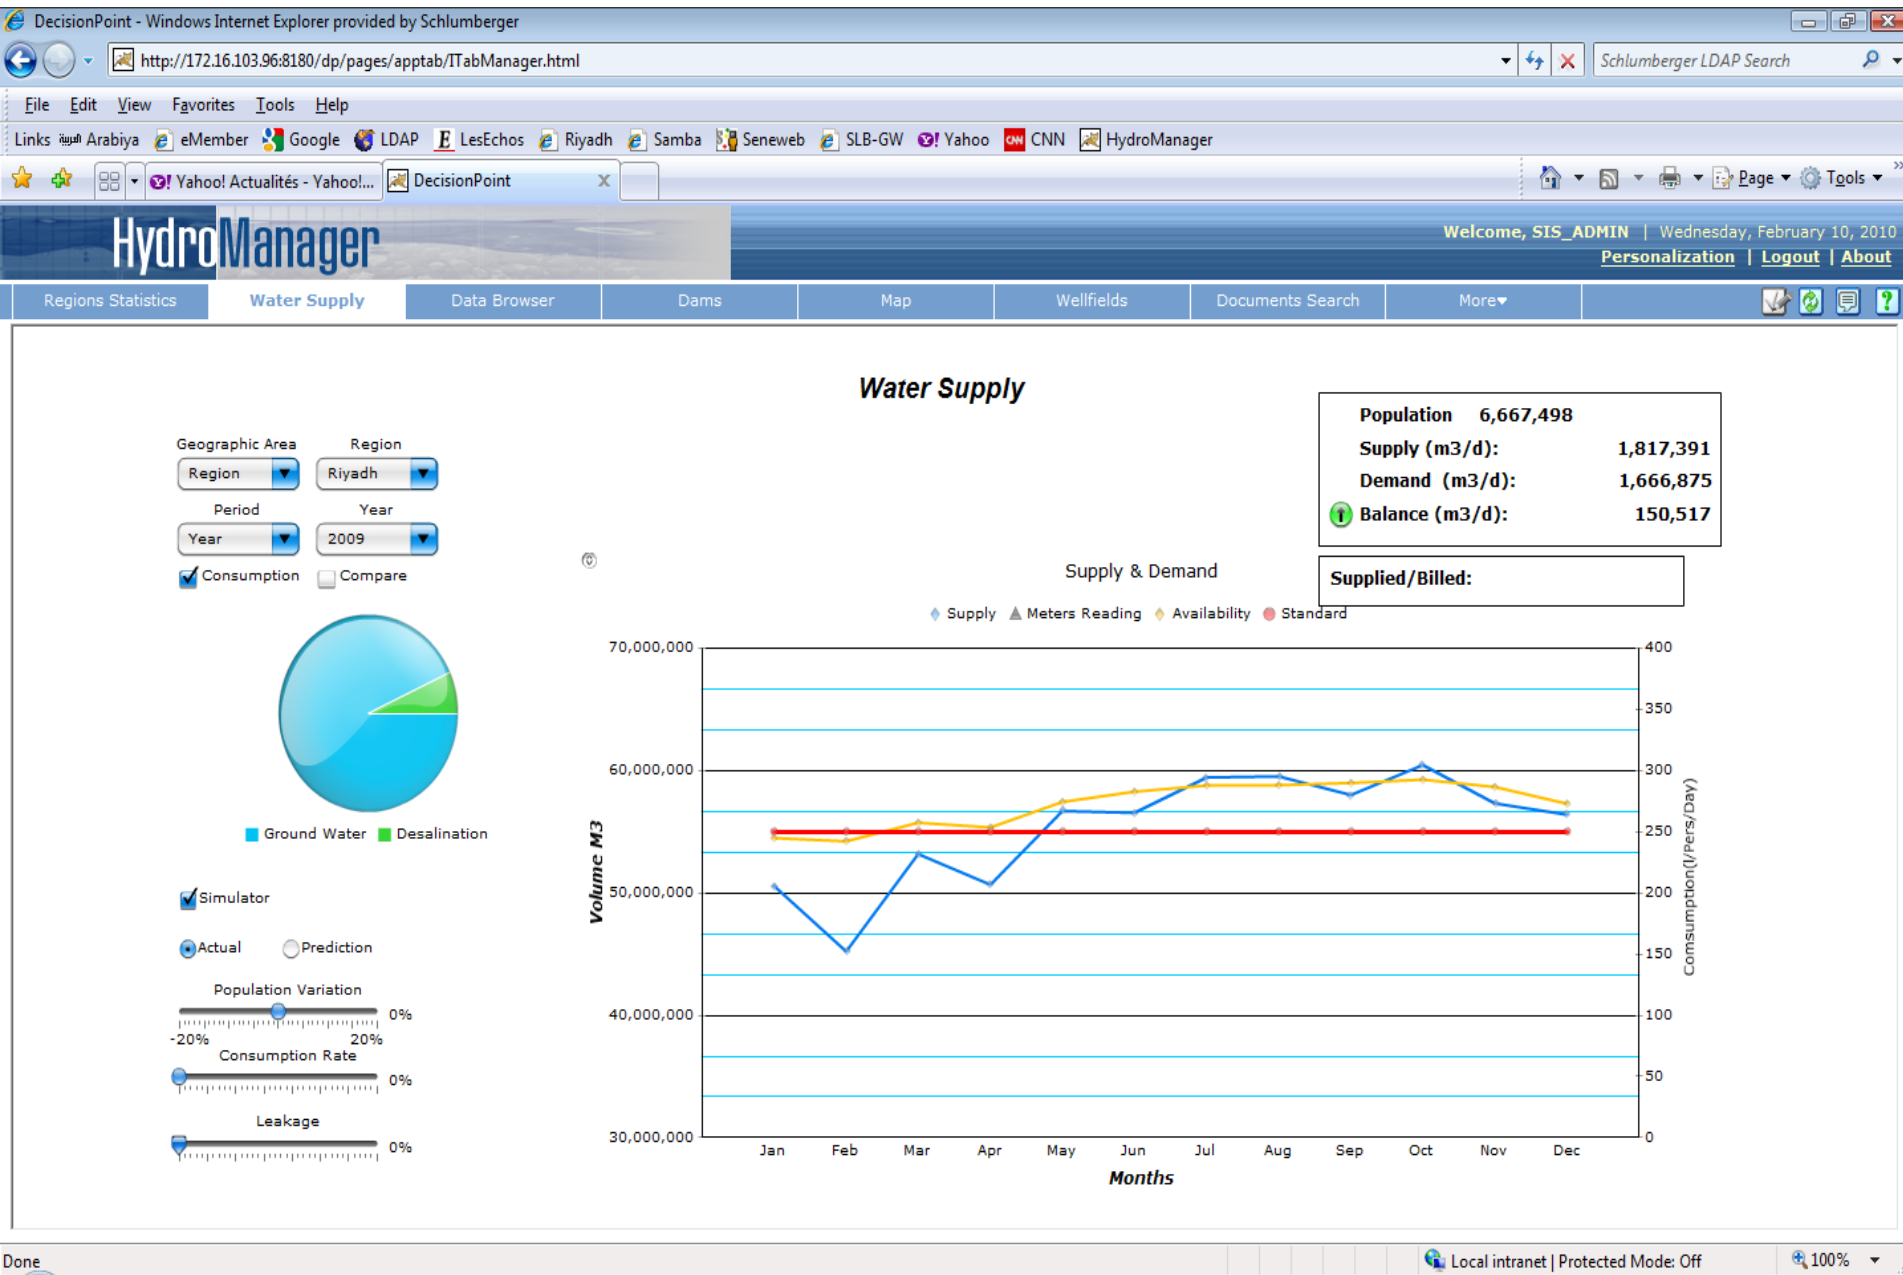 DecisionPoint - Windows Internet Explorer provided by Schlumberger
http://172.16.103.96:8180/dp/pages/apptab/ITabManager.html
Schlumberger LDAP Search
File Edit View Favorites Tools Help
Links العربية Arabiya eMember Google LDAP E LesEchos Riyadh Samba Seneweb SLB-GW Yahoo CNN CNN HydroManager
Yahoo! Actualités - Yahoo!... DecisionPoint x Page Tools »
HydroManager
Welcome, SIS_ADMIN | Wednesday, February 10, 2010
Personalization | Logout | About
Regions Statistics Water Supply Data Browser Dams Map Wellfields Documents Search More
Water Supply
Population 6,667,498
Supply (m3/d): 1,817,391
Demand (m3/d): 1,666,875
Balance (m3/d): 150,517
Supplied/Billed:
Geographic Area Region
Region Riyadh
Period Year
Year 2009
Consumption Compare
Ground Water Desalination
Simulator
Actual Prediction
Population Variation
0%
-20% 20%
Consumption Rate
0%
Leakage
0%
Supply & Demand
Supply Meters Reading Availability Standard
70,000,000
60,000,000
50,000,000
40,000,000
30,000,000
Volume M3
400
350
300
250
200
150
100
50
0
Comsumption(l/Pers/Day)
Jan Feb Mar Apr May Jun Jul Aug Sep Oct Nov Dec
Months
Done
Local intranet | Protected Mode: Off 100%